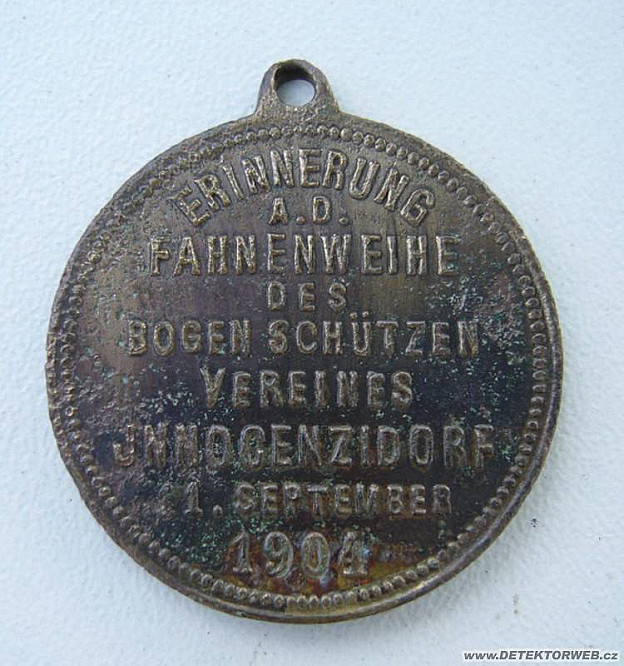 ERINNERUNG
A.D.
FAHNENWEIHE
DES
BOGEN SCHÜTZEN
VEREINES
JNNOCENZIDORF
1. SEPTEMBER
1904
www.DETEKTORWEB.cz